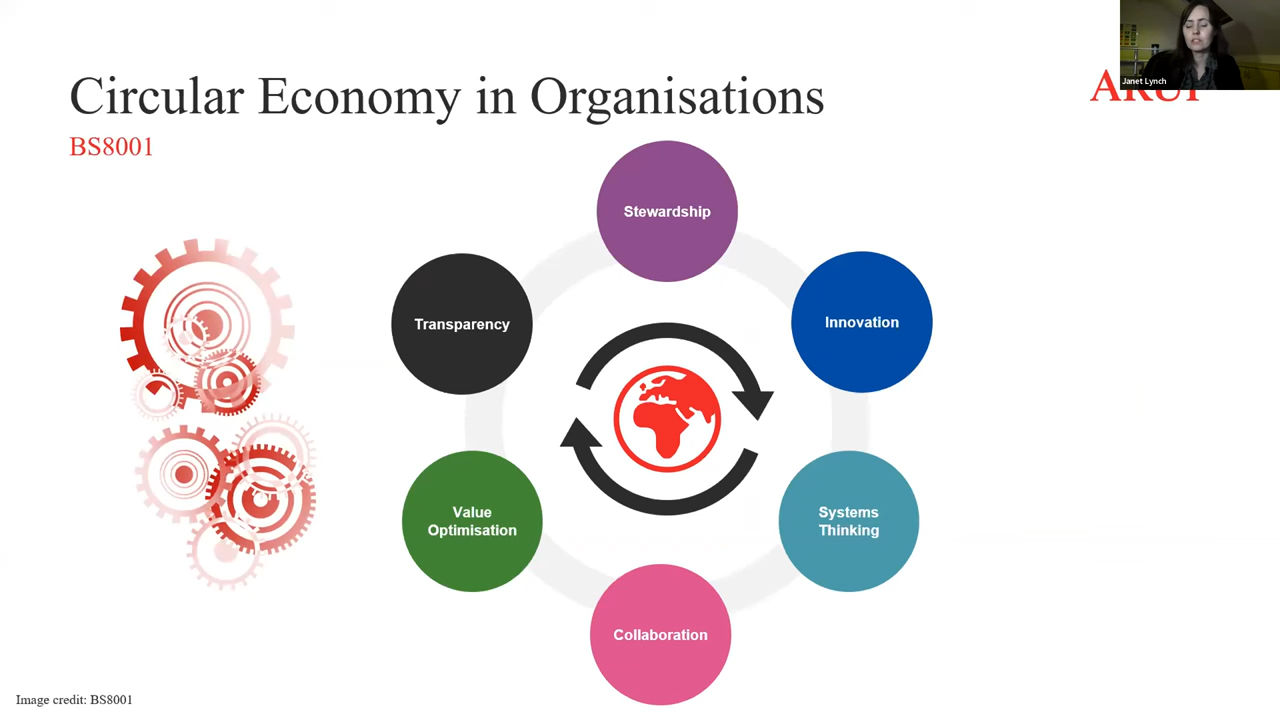 Circular Economy in Organisations
BS8001
Janet Lynch
Stewardship
Transparency
Innovation
Value
Optimisation
Systems
Thinking
Collaboration
Image credit: BS8001